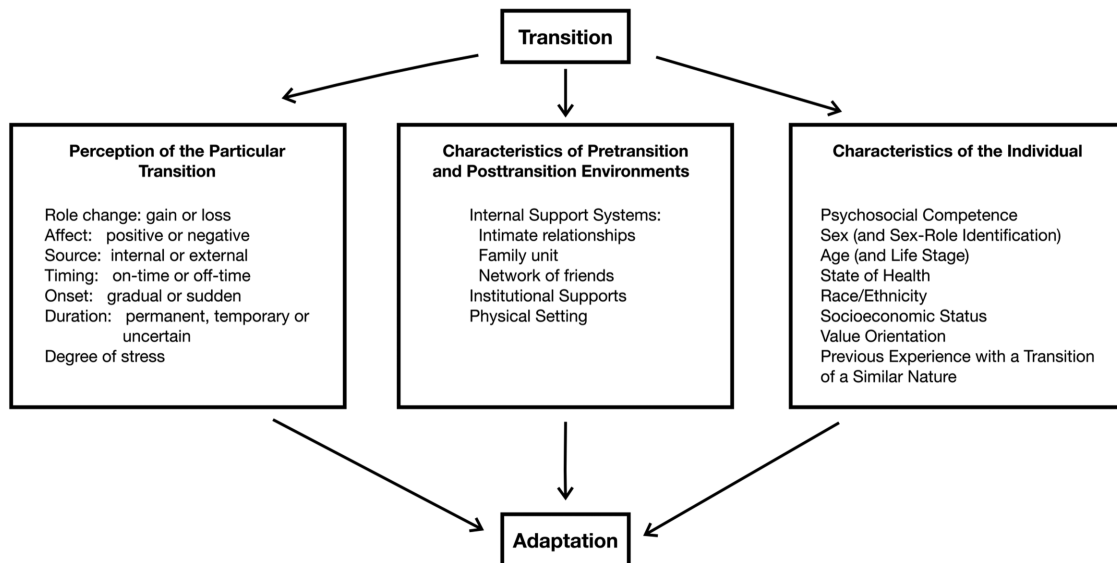 Transition
Perception of the Particular
Transition
Role change: gain or loss
Affect: positive or negative
Source: internal or external
Timing: on-time or off-time
Onset: gradual or sudden
Duration: permanent, temporary or
uncertain
Degree of stress
Characteristics of Pretransition
and Posttransition Environments
Internal Support Systems:
Intimate relationships
Family unit
Network of friends
Institutional Supports
Physical Setting
Characteristics of the Individual
Psychosocial Competence
Sex (and Sex-Role Identification)
Age (and Life Stage)
State of Health
Race/Ethnicity
Socioeconomic Status
Value Orientation
Previous Experience with a Transition
of a Similar Nature
Adaptation